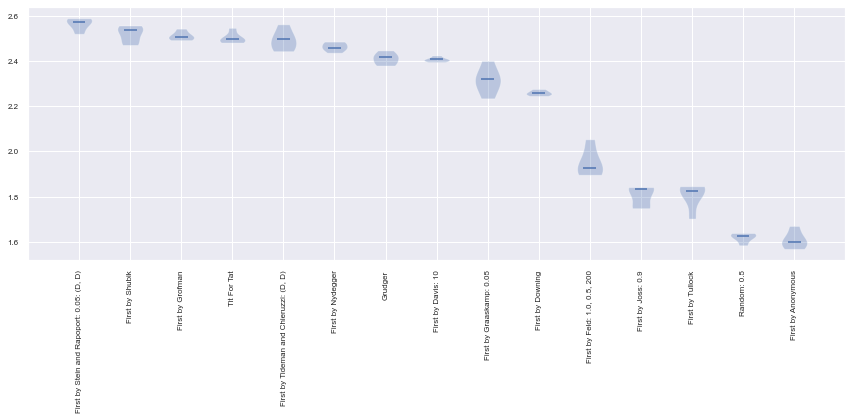 2.6
2.4
2.2
2.0
1.8
1.6
First by Stein and Rapoport: 0.05: (D, D)
First by Shubik
First by Grofman
Tit For Tat
First by Tideman and Chieruzzi: (D, D)
First by Nydegger
Grudger
First by Davis: 10
First by Graaskamp: 0.05
First by Downing
First by Feld: 1.0, 0.5, 200
First by Joss: 0.9
First by Tullock
Random: 0.5
First by Anonymous